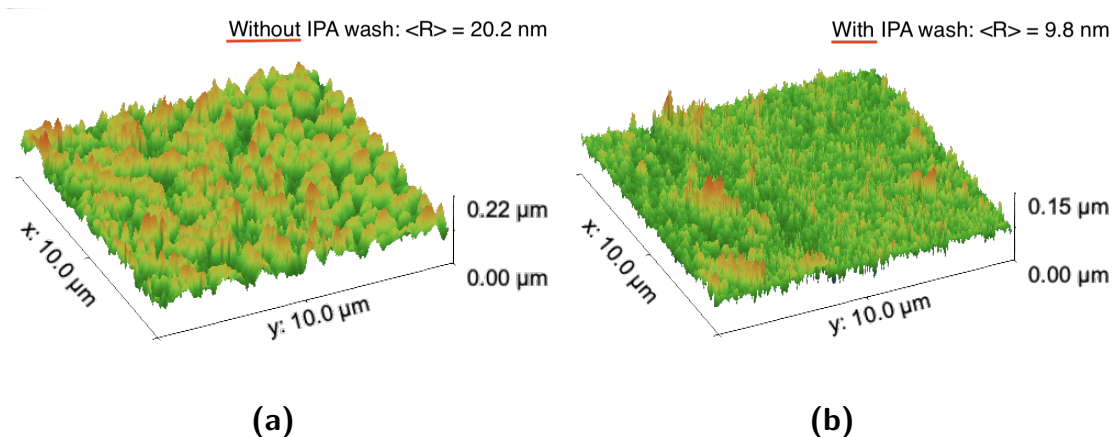 Without IPA wash: <R> = 20.2 nm
With IPA wash: <R> = 9.8 nm
0.22 µm
0.00 µm
x: 10.0 µm
y: 10.0 µm
0.15 µm
0.00 µm
x: 10.0 µm
y: 10.0 µm
(a)
(b)